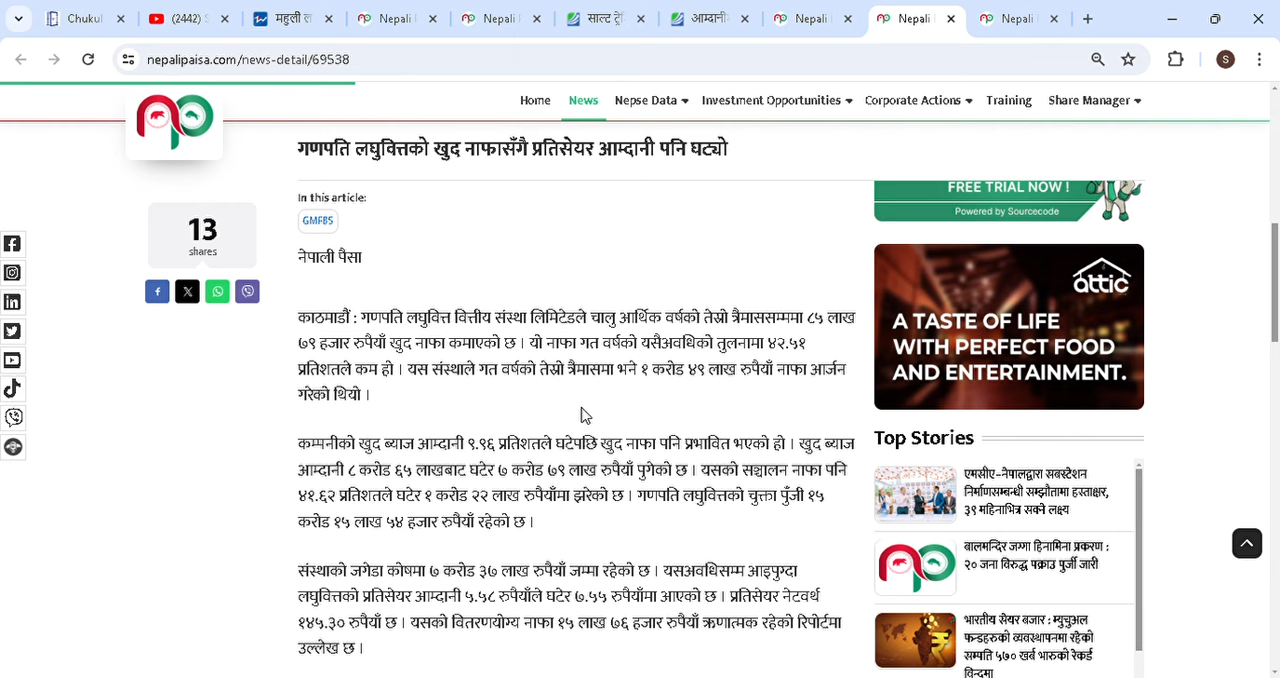 Chukul
(2442) S
महुली ल
Nepali
Nepali
साल्ट ट्रेि
आम्दानी
Nepali
Nepali
Nepali
nepalipaisa.com/news-detail/69538
S
Home
News
Nepse Data
Investment Opportunities
Corporate Actions
Training
Share Manager
गणपति लघुवित्तको खुद नाफासँगै प्रतिसेयर आम्दानी पनि घट्यो
In this article:
GMFBS
13
shares
नेपाली पैसा
काठमाडौं : गणपति लघुवित्त वित्तीय संस्था लिमिटेडले चालु आर्थिक वर्षको तेस्रो त्रैमाससम्ममा ८५ लाख
७९ हजार रुपैयाँ खुद नाफा कमाएको छ । यो नाफा गत वर्षको यसैअवधिको तुलनामा ४२.५१
प्रतिशतले कम हो । यस संस्थाले गत वर्षको तेस्रो त्रैमासमा भने १ करोड ४९ लाख रुपैयाँ नाफा आर्जन
गरेको थियो ।
कम्पनीको खुद ब्याज आम्दानी ९.९६ प्रतिशतले घटेपछि खुद नाफा पनि प्रभावित भएको हो । खुद ब्याज
आम्दानी ८ करोड ६५ लाख बाट घटेर ७ करोड ७९ लाख रुपैयाँ पुगेको छ । यसको सञ्चालन नाफा पनि
४१.६२ प्रतिशतले घटेर १ करोड २२ लाख रुपैयाँमा झरेको छ । गणपति लघुवित्तको चुक्ता पुँजी १५
करोड १५ लाख ५४ हजार रुपैयाँ रहेको छ ।
संस्थाको जगेडा कोषमा ७ करोड ३७ लाख रुपैयाँ जम्मा रहेको छ । यसअवधिसम्म आइपुग्दा
लघुवित्तको प्रतिसेयर आम्दानी ५.५८ रुपैयाँले घटेर ७.५५ रुपैयाँमा आएको छ । प्रतिसेयर नेटवर्थ
१४५.३० रुपैयाँ छ । यसको वितरणयोग्य नाफा १५ लाख ७६ हजार रुपैयाँ ऋणात्मक रहेको रिपोर्टमा
उल्लेख छ ।
FREE TRIAL NOW !
Powered by Sourcecode
attic
A TASTE OF LIFE
WITH PERFECT FOOD
AND ENTERTAINMENT.
Top Stories
एमसीए–नेपालद्वारा सबस्टेशन
निर्माणसम्बन्धी सम्झौतामा हस्ताक्षर,
३९ महिनाभित्र सक्ने लक्ष्य
बालमन्दिर जग्गा हिनामिना प्रकरण :
२० जना विरुद्ध पक्राउ पुर्जी जारी
भारतीय सेयर बजार : म्युचुअल
फन्डहरुको व्यवस्थापनमा रहेको
सम्पति ५७० खर्ब भारुको रेकर्ड
विन्दुमा